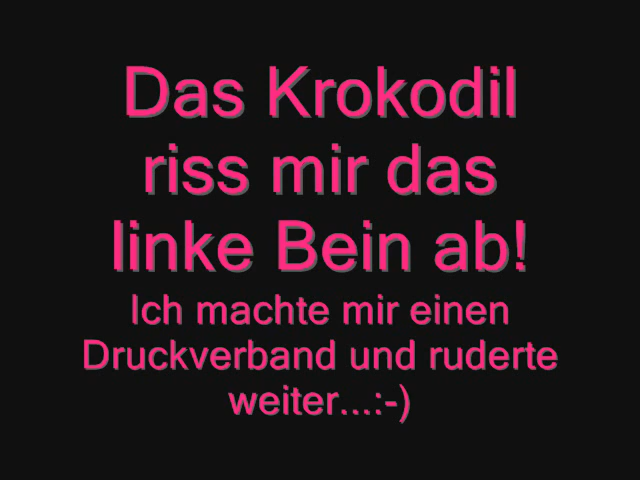 Das Krokodil
riss mir das
linke Bein ab!
Ich machte mir einen
Druckverband und ruderte
weiter...:-)